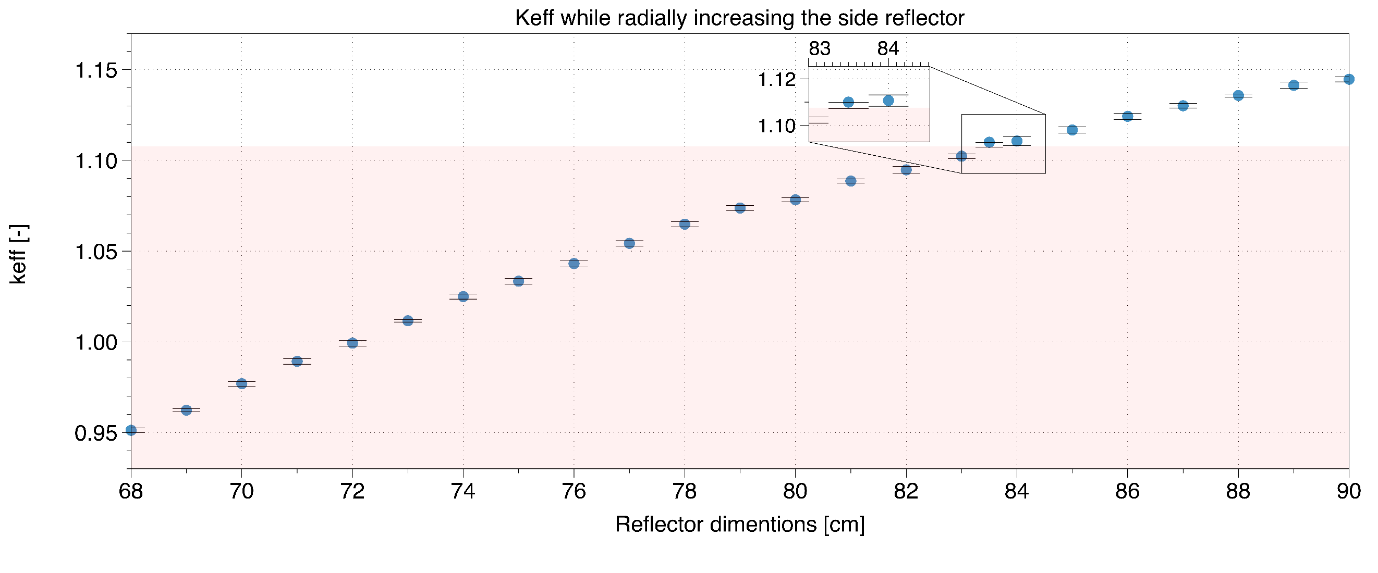 Keff while radially increasing the side reflector
83 84
1.15
1.12
1.10
1.10
keff [-]
1.05
1.00
0.95
68 70 72 74 76 78 80 82 84 86 88 90
Reflector dimentions [cm]